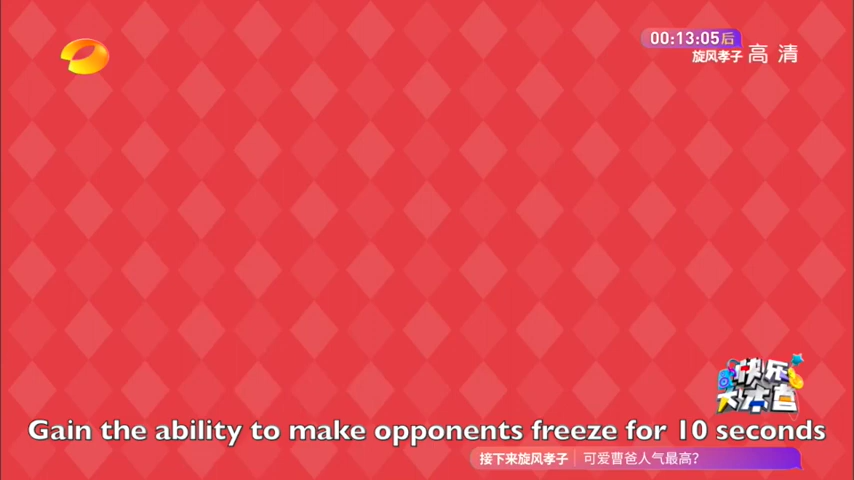 00:13:05后
旋风孝子 高清
快乐
大本营
Gain the ability to make opponents freeze for 10 seconds
接下来旋风孝子 可爱曹爸人气最高?